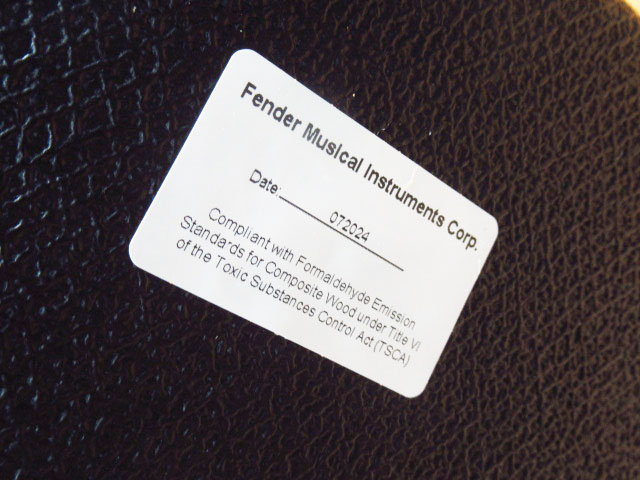 Fender Musical Instruments Corp.
Date: 072024
Compliant with Formaldehyde Emission
Standards for Composite Wood under Title VI
of the Toxic Substances Control Act (TSCA)